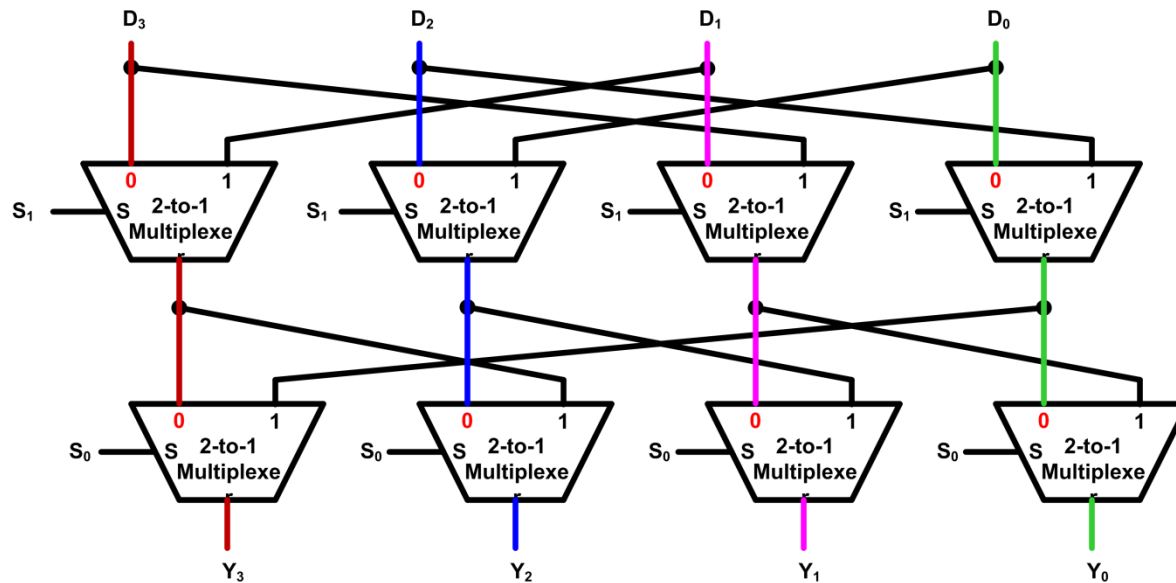 D₃ D₂ D₁ D₀
0 1 0 1 0 1 0 1
S₁ S 2-to-1 S₁ S 2-to-1 S₁ S 2-to-1 S₁ S 2-to-1
Multiplexe Multiplexe Multiplexe Multiplexe
r r r r
0 1 0 1 0 1 0 1
S₀ S 2-to-1 S₀ S 2-to-1 S₀ S 2-to-1 S₀ S 2-to-1
Multiplexe Multiplexe Multiplexe Multiplexe
r r r r
Y₃ Y₂ Y₁ Y₀